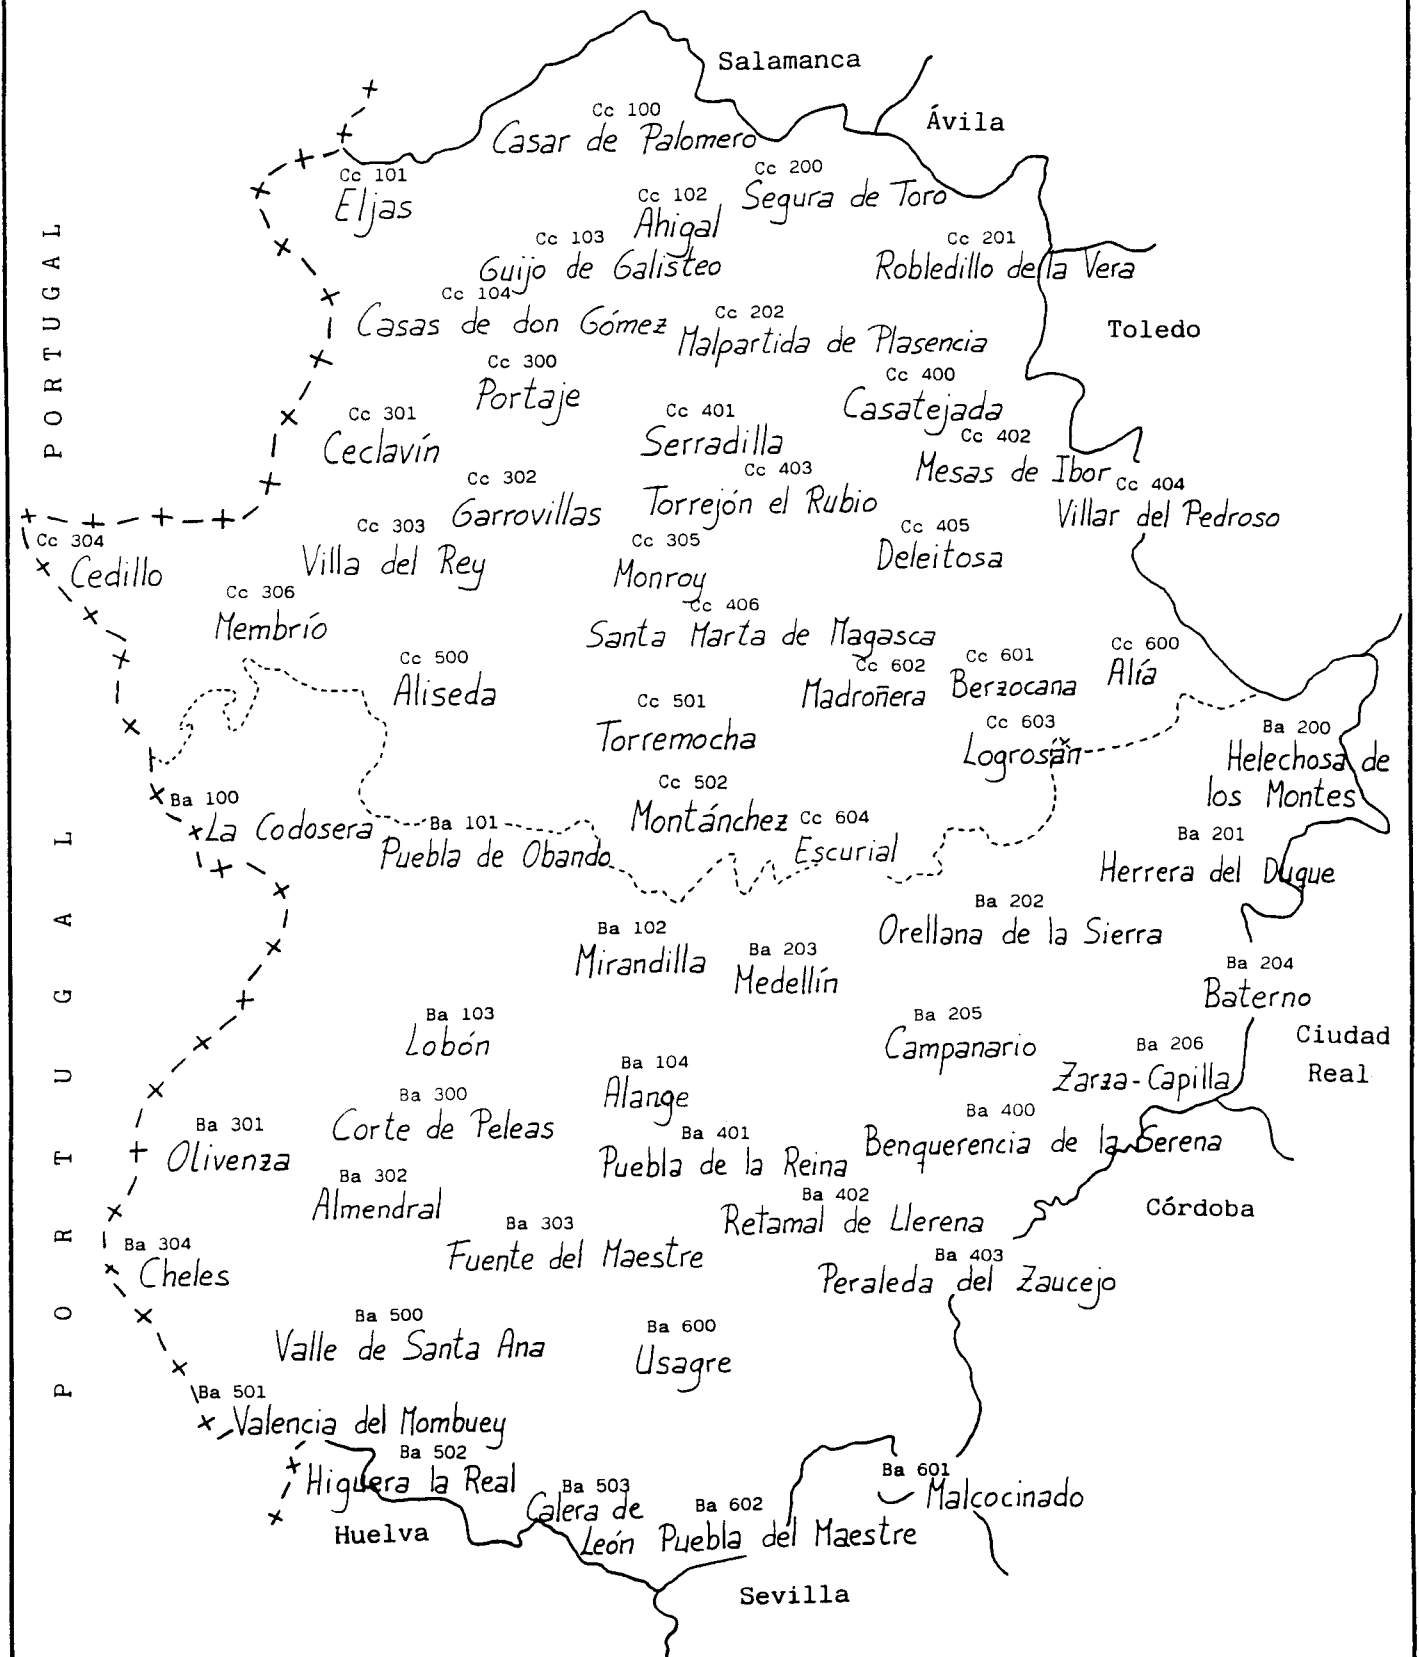 Salamanca
Ávila
Cc 100
Casar de Palomero
Cc 101
Eljas
Cc 200
Segura de Toro
Cc 102
Ahigal
Cc 103
Guijo de Galisteo
Cc 201
Robledillo de la Vera
Cc 104
Casas de don Gómez
Cc 202
Malpartida de Plasencia
Toledo
PORTUGAL
Cc 300
Portaje
Cc 400
Casatejada
Cc 301
Ceclavín
Cc 401
Serradilla
Cc 402
Mesas de Ibor
Cc 302
Garrovillas
Cc 403
Torrejón el Rubio
Cc 404
Villar del Pedroso
Cc 303
Villa del Rey
Cc 405
Deleitosa
Cc 304
Cedillo
Cc 305
Monroy
Cc 306
Membrío
Cc 406
Santa Marta de Magasca
Cc 500
Aliseda
Cc 602
Madroñera
Cc 601
Berzocana
Cc 600
Alía
Cc 501
Torremocha
Cc 603
Logrosán
Ba 200
Helechosa de
los Montes
Cc 502
Montánchez
Ba 100
La Codosera
Ba 101
Puebla de Obando
Cc 604
Escurial
Ba 201
Herrera del Duque
Ba 202
Orellana de la Sierra
Ba 102
Mirandilla
Ba 203
Medellín
Ba 204
Baterno
PORTUGAL
Ba 103
Lobón
Ba 205
Campanario
Ciudad
Real
Ba 104
Alange
Ba 206
Zarza-Capilla
Ba 300
Corte de Peleas
Ba 301
Olivenza
Ba 401
Puebla de la Reina
Ba 400
Benquerencia de la Serena
Ba 302
Almendral
Ba 402
Retamal de Llerena
Córdoba
Ba 303
Fuente del Maestre
Ba 304
Cheles
Ba 403
Peraleda del Zaucejo
Ba 500
Valle de Santa Ana
Ba 600
Usagre
Ba 501
Valencia del Mombuey
Ba 502
Higuera la Real
Ba 503
Calera de
León
Ba 602
Puebla del Maestre
Ba 601
Malcocinado
Huelva
Sevilla